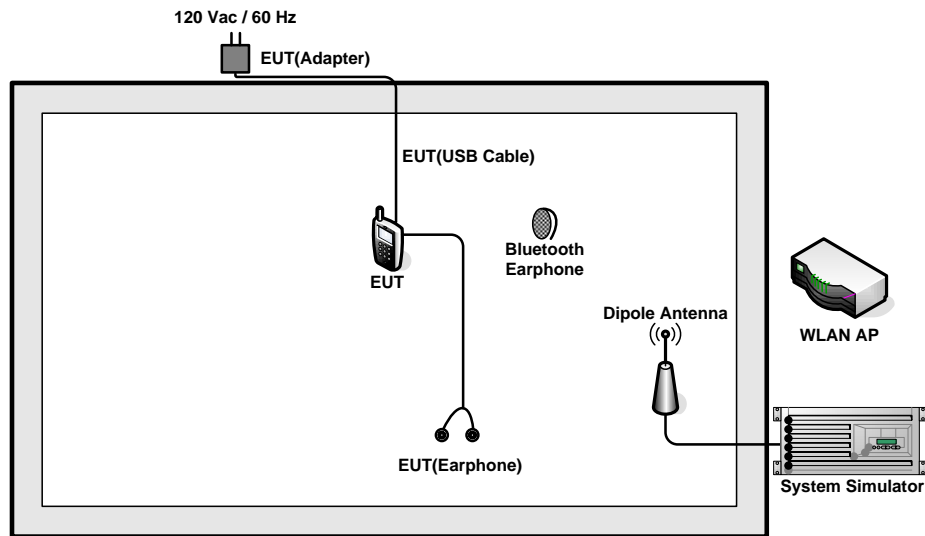 120 Vac / 60 Hz
EUT(Adapter)
EUT(USB Cable)
Bluetooth
Earphone
EUT
Dipole Antenna
WLAN AP
EUT(Earphone)
System Simulator